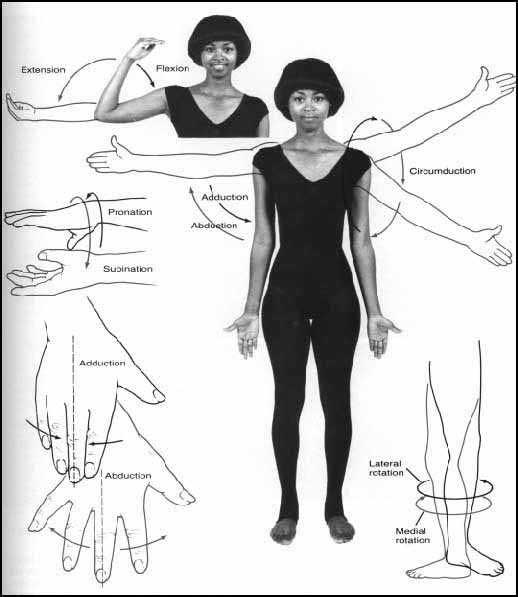 Extension
Flexion
Circumduction
Adduction
Abduction
Pronation
Supination
Adduction
Abduction
Lateral
rotation
Medial
rotation